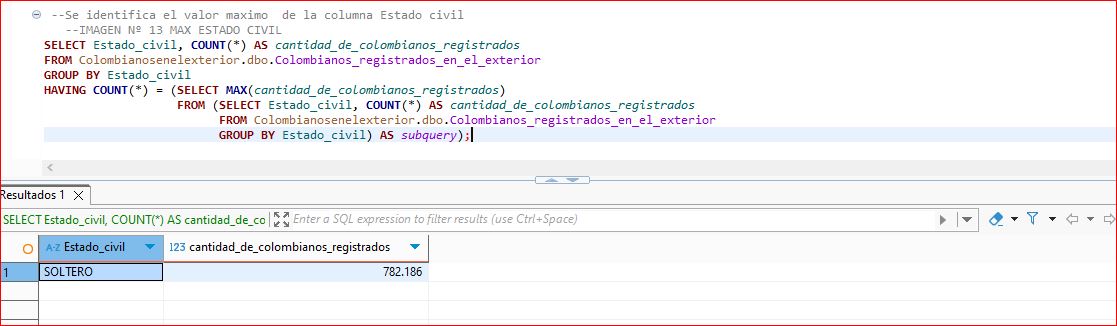 --Se identifica el valor maximo  de la columna Estado civil
--IMAGEN Nº 13 MAX ESTADO CIVIL
SELECT Estado_civil, COUNT(*) AS cantidad_de_colombianos_registrados
FROM Colombianosenelexterior.dbo.Colombianos_registrados_en_el_exterior
GROUP BY Estado_civil
HAVING COUNT(*) = (SELECT MAX(cantidad_de_colombianos_registrados)
FROM (SELECT Estado_civil, COUNT(*) AS cantidad_de_colombianos_registrados
FROM Colombianosenelexterior.dbo.Colombianos_registrados_en_el_exterior
GROUP BY Estado_civil) AS subquery);
Resultados 1
SELECT Estado_civil, COUNT(*) AS cantidad_de_co Enter a SQL expression to filter results (use Ctrl+Space)
A-Z Estado_civil 123 cantidad_de_colombianos_registrados
1 SOLTERO 782.186